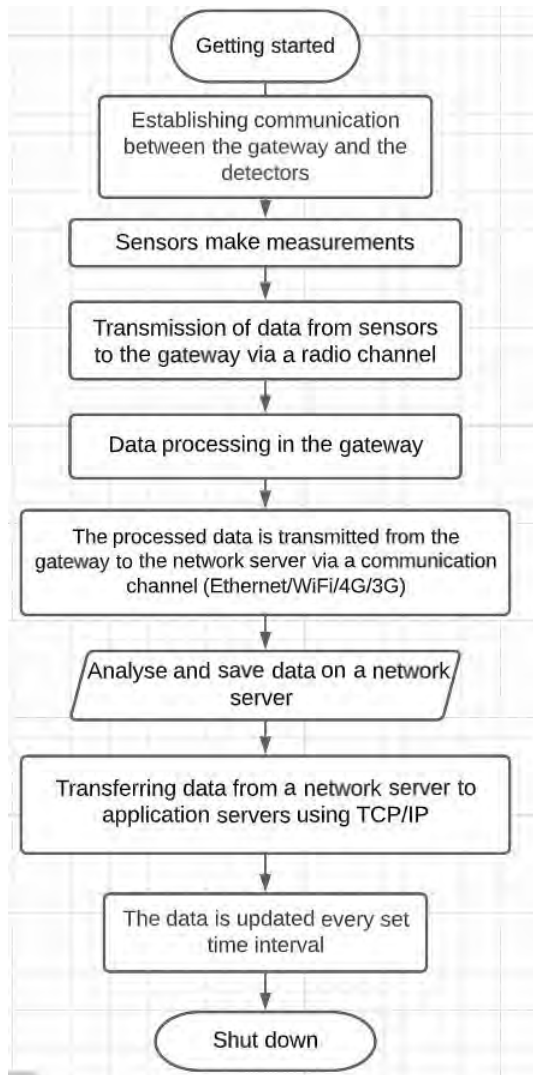 Getting started
Establishing communication
between the gateway and the
detectors
Sensors make measurements
Transmission of data from sensors
to the gateway via a radio channel
Data processing in the gateway
The processed data is transmitted from the
gateway to the network server via a communication
channel (Ethernet/WiFi/4G/3G)
Analyse and save data on a network
server
Transferring data from a network server to
application servers using TCP/IP
The data is updated every set
time interval
Shut down